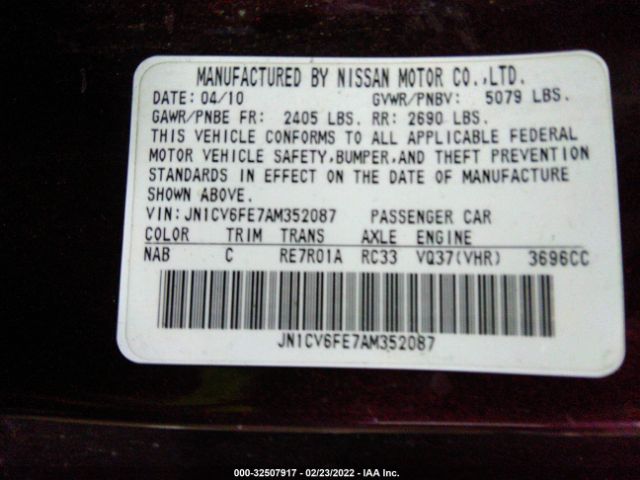 MANUFACTURED BY NISSAN MOTOR CO.,LTD.
DATE: 04/10 GVWR/PNBV: 5079 LBS.
GAWR/PNBE FR: 2405 LBS. RR: 2690 LBS.
THIS VEHICLE CONFORMS TO ALL APPLICABLE FEDERAL
MOTOR VEHICLE SAFETY,BUMPER,AND THEFT PREVENTION
STANDARDS IN EFFECT ON THE DATE OF MANUFACTURE
SHOWN ABOVE.
VIN: JN1CV6FE7AM352087 PASSENGER CAR
COLOR TRIM TRANS AXLE ENGINE
NAB C RE7R01A RC33 VQ37(VHR) 3696CC
JN1CV6FE7AM352087
000-32507917 - 02/23/2022 - IAA Inc.